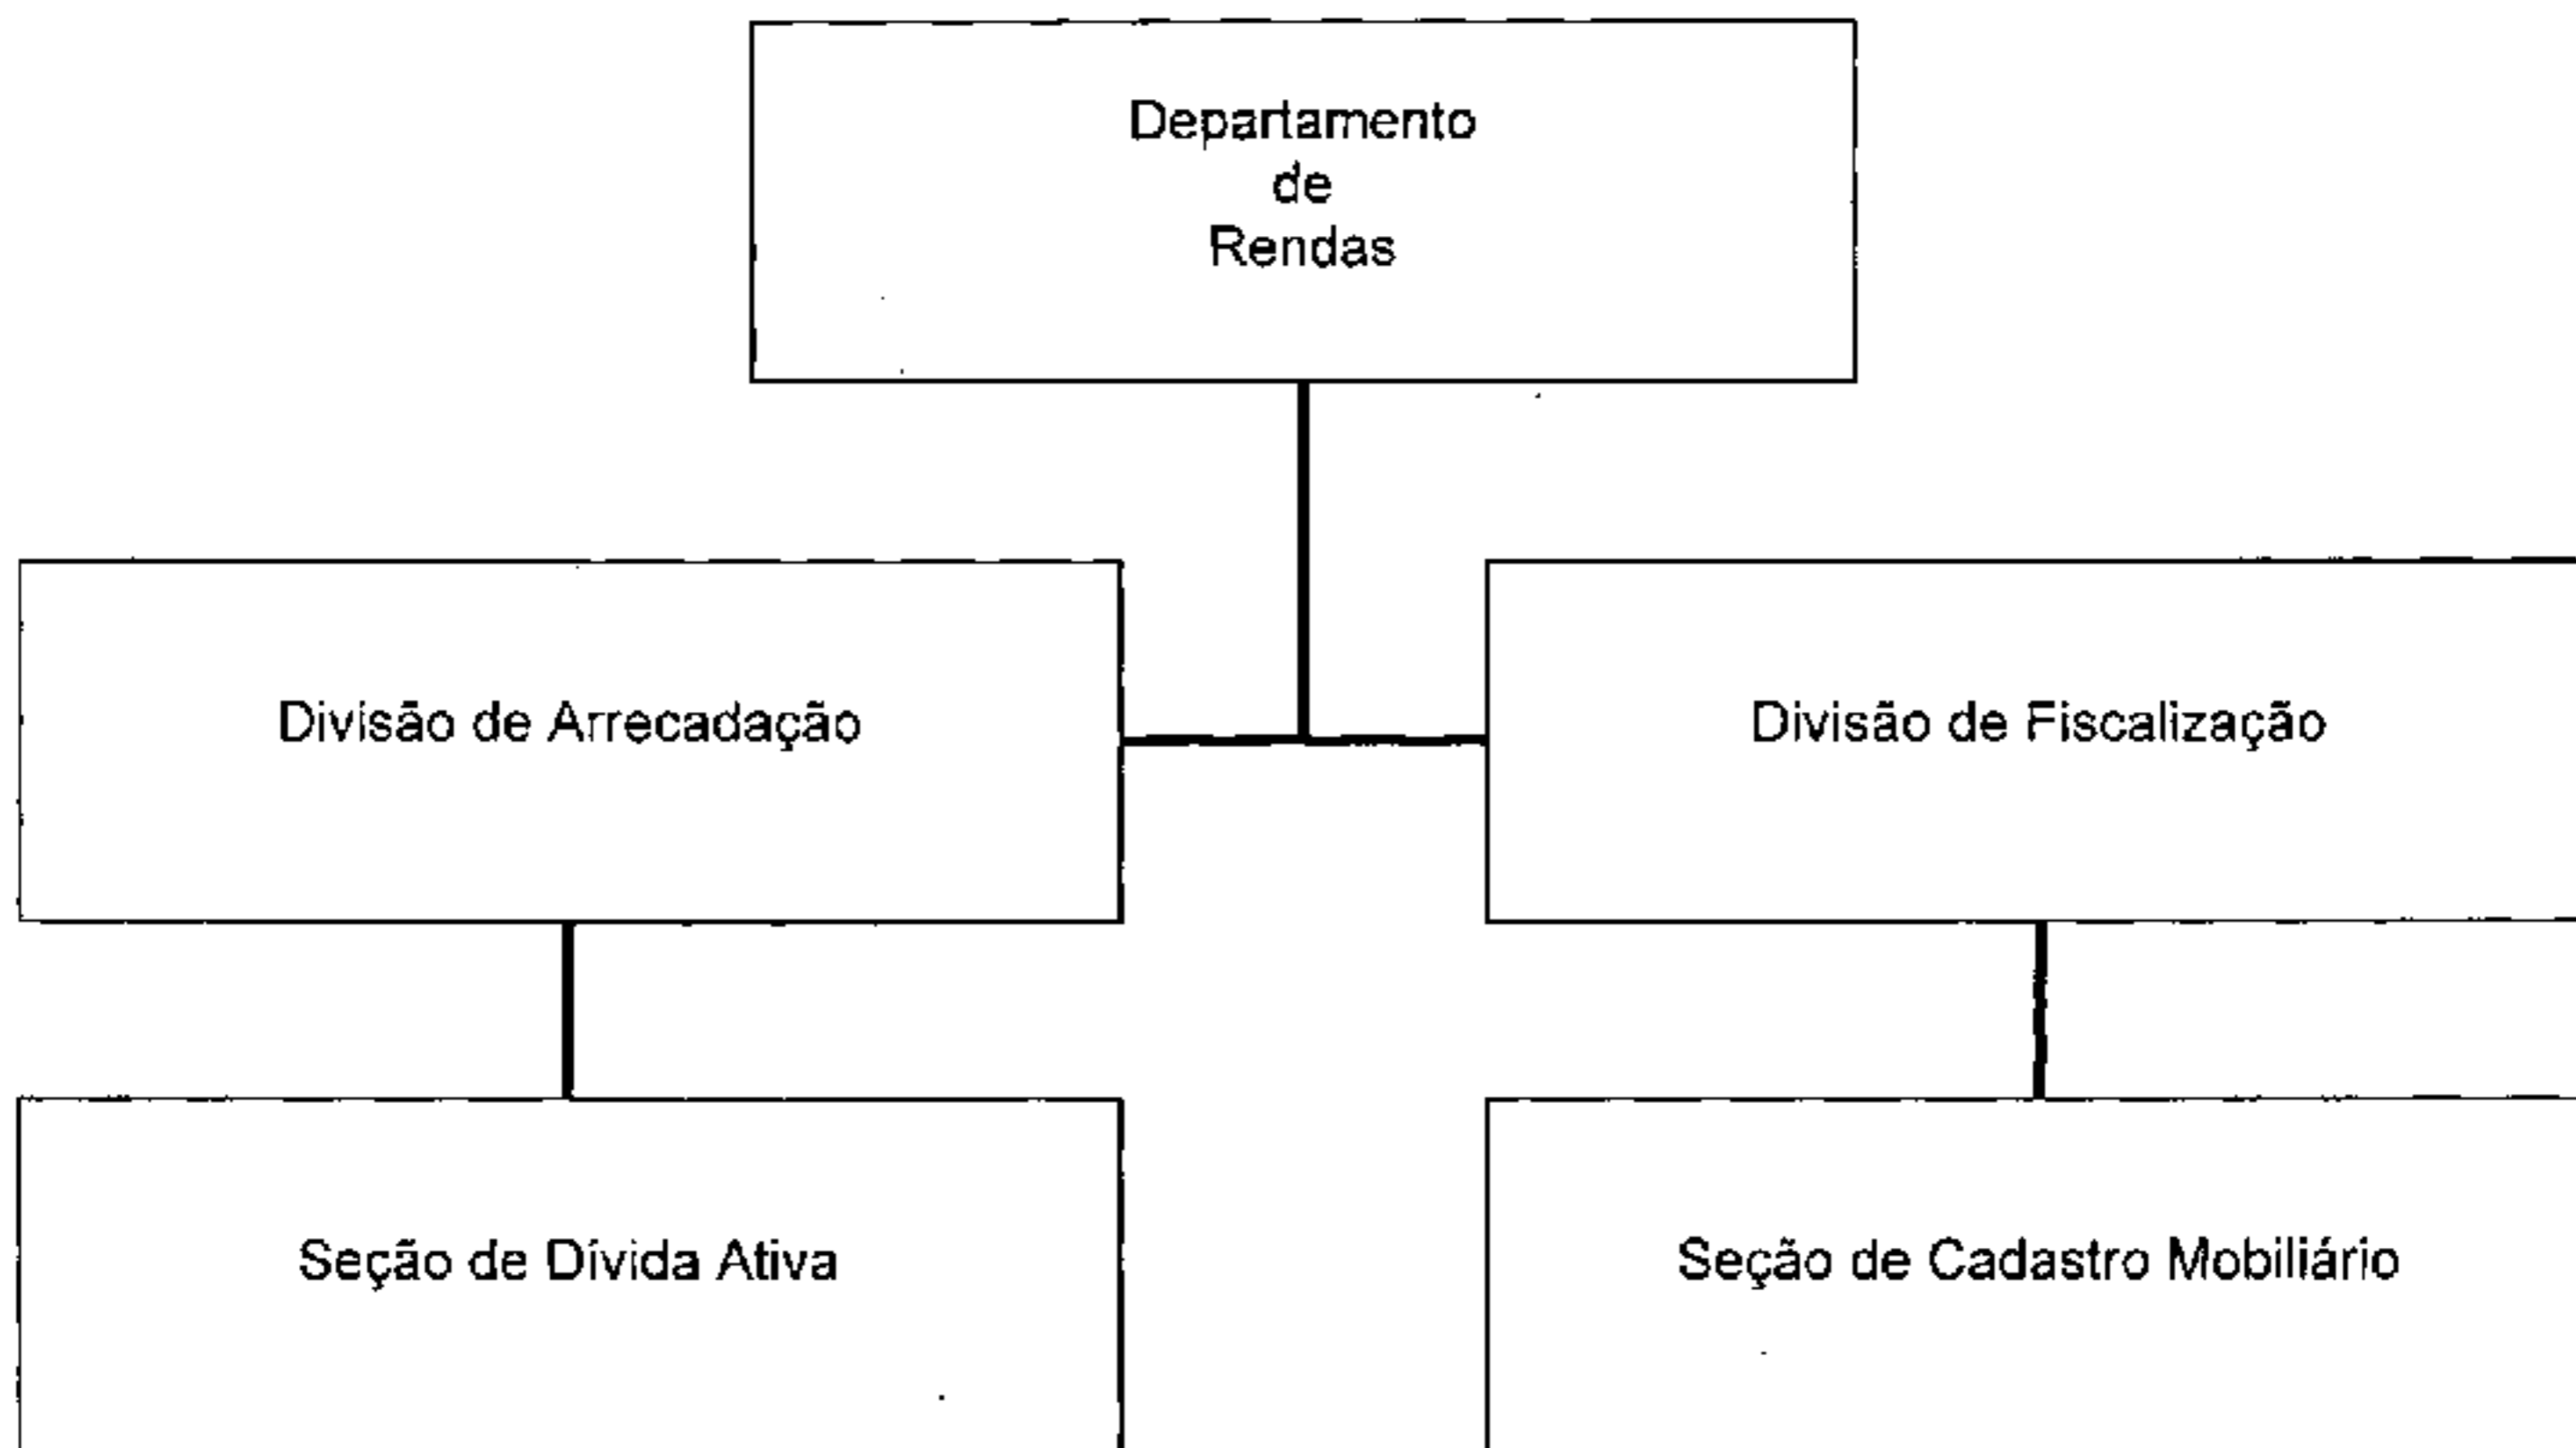 Departamento
de
Rendas
Divisão de Arrecadação
Divisão de Fiscalização
Seção de Dívida Ativa
Seção de Cadastro Mobiliário